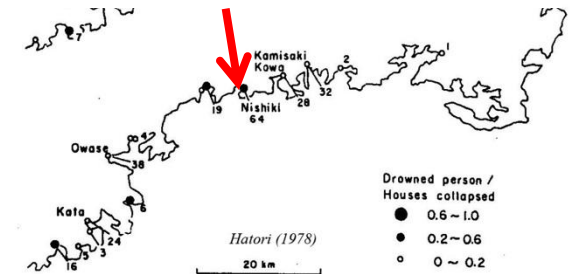 7
Kamisaki
Kowa
2
1
32
28
19
Nishiki
64
4
Owase
38
6
Kata
24
3
5
16
Drowned person /
Houses collapsed
0.6 ~ 1.0
0.2 ~ 0.6
0 ~ 0.2
Hatori (1978)
20 km